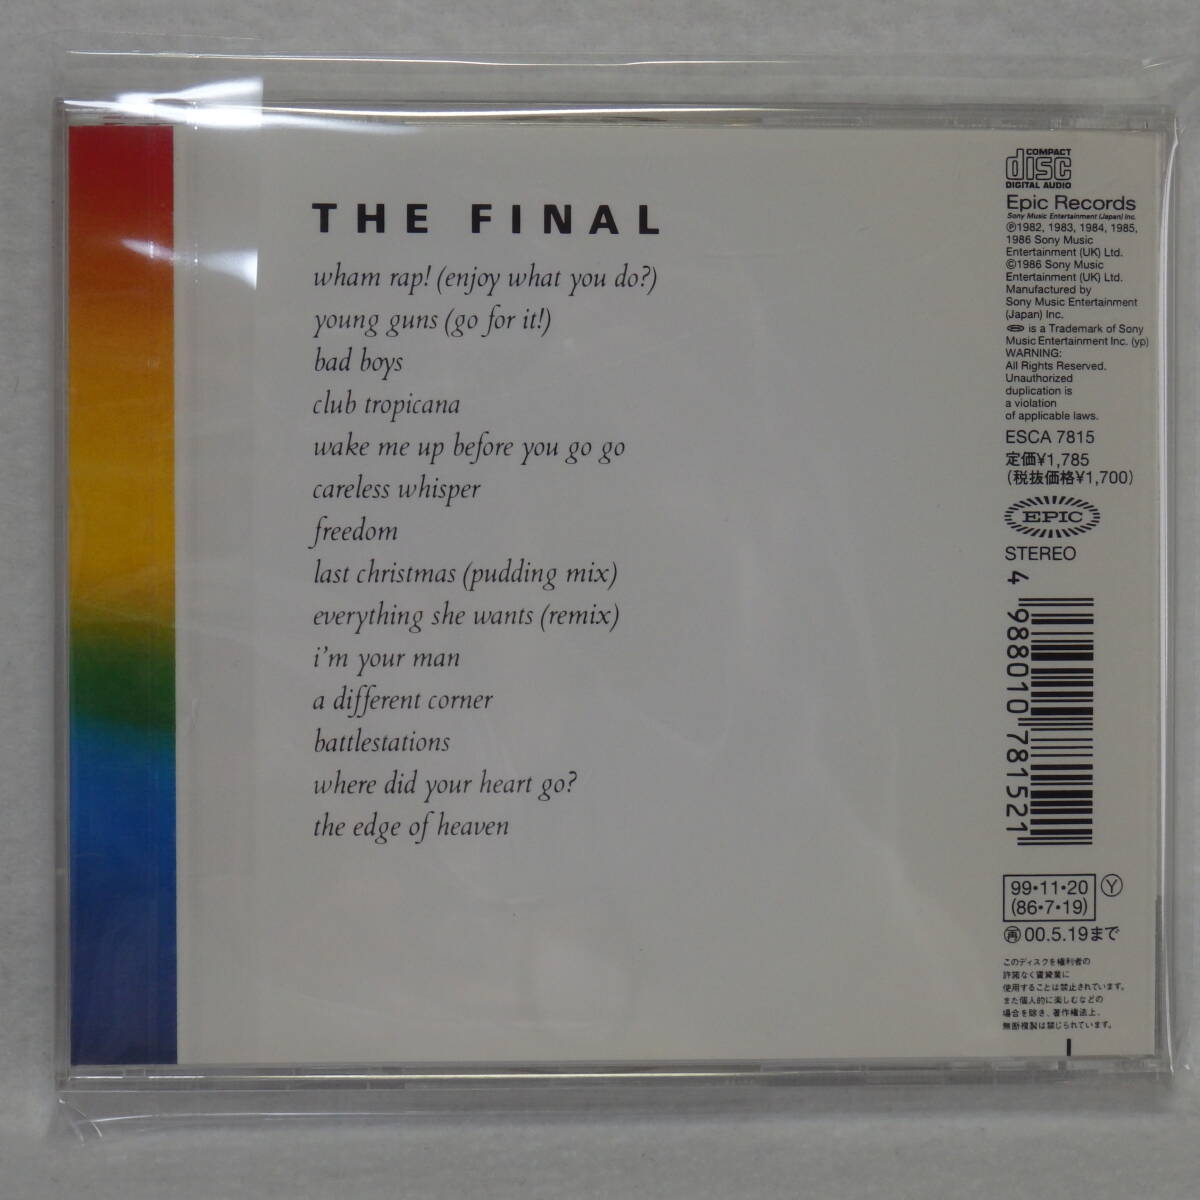 THE FINAL
wham rap! (enjoy what you do?)
young guns (go for it!)
bad boys
club tropicana
wake me up before you go go
careless whisper
freedom
last christmas (pudding mix)
everything she wants (remix)
i'm your man
a different corner
battlestations
where did your heart go?
the edge of heaven
COMPACT
disc
DIGITAL AUDIO
Epic Records
Sony Music Entertainment (Japan) Inc.
℗1982, 1983, 1984, 1985,
1986 Sony Music
Entertainment (UK) Ltd.
©1986 Sony Music
Entertainment (UK) Ltd.
Manufactured by
Sony Music Entertainment
(Japan) Inc.
is a Trademark of Sony
Music Entertainment Inc. (yp)
WARNING:
All Rights Reserved.
Unauthorized
duplication is
a violation
of applicable laws.
ESCA 7815
定価¥1,785
(税抜価格¥1,700)
EPIC
STEREO
4 988010 781521
99・11・20 Ⓨ
(86・7・19)
㊢00.5.19まで
このディスクを権利者の
許諾なく賃貸業に
使用することは禁止されています。
また個人的に楽しむなどの
場合を除き、著作権法上、
無断複製は禁じられています。